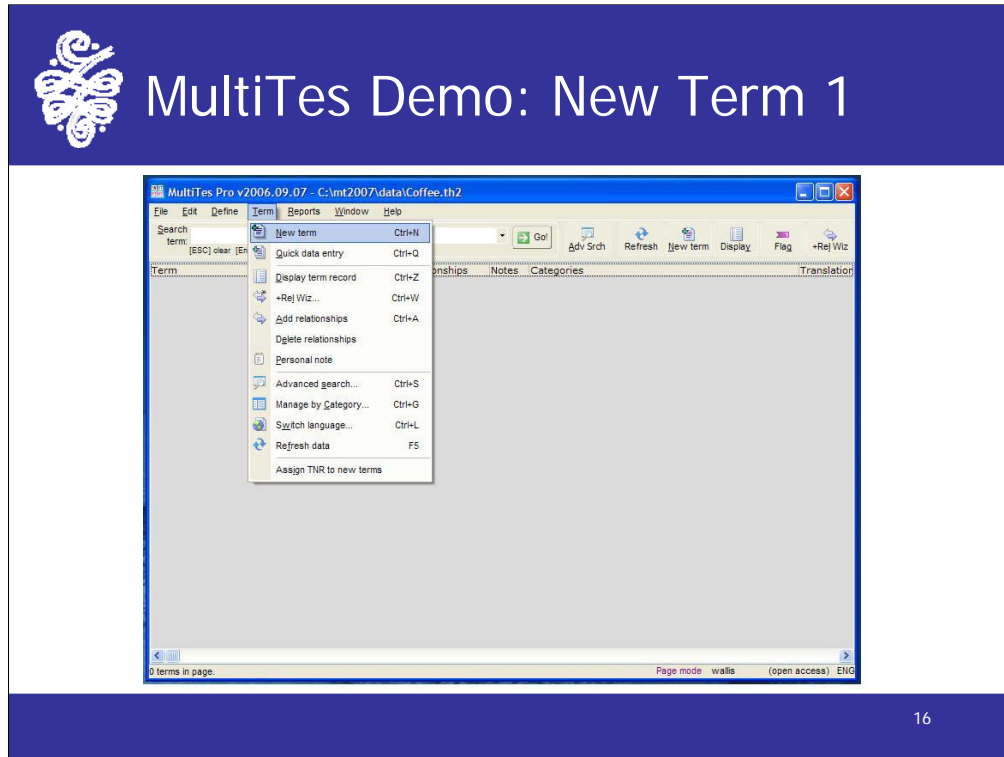 MultiTes Demo: New Term 1
MultiTes Pro v2006.09.07 - C:\mt2007\data\Coffee.th2
File Edit Define Term Reports Window Help
Search term:
[ESC] clear [En
Go! Adv Srch Refresh New term Display Flag +Rel Wiz
Term onships Notes Categories Translation
New term Ctrl+N
Quick data entry Ctrl+Q
Display term record Ctrl+Z
+Rel Wiz... Ctrl+W
Add relationships Ctrl+A
Delete relationships
Personal note
Advanced search... Ctrl+S
Manage by Category... Ctrl+G
Switch language... Ctrl+L
Refresh data F5
Assign TNR to new terms
0 terms in page. Page mode wallis (open access) ENG
16